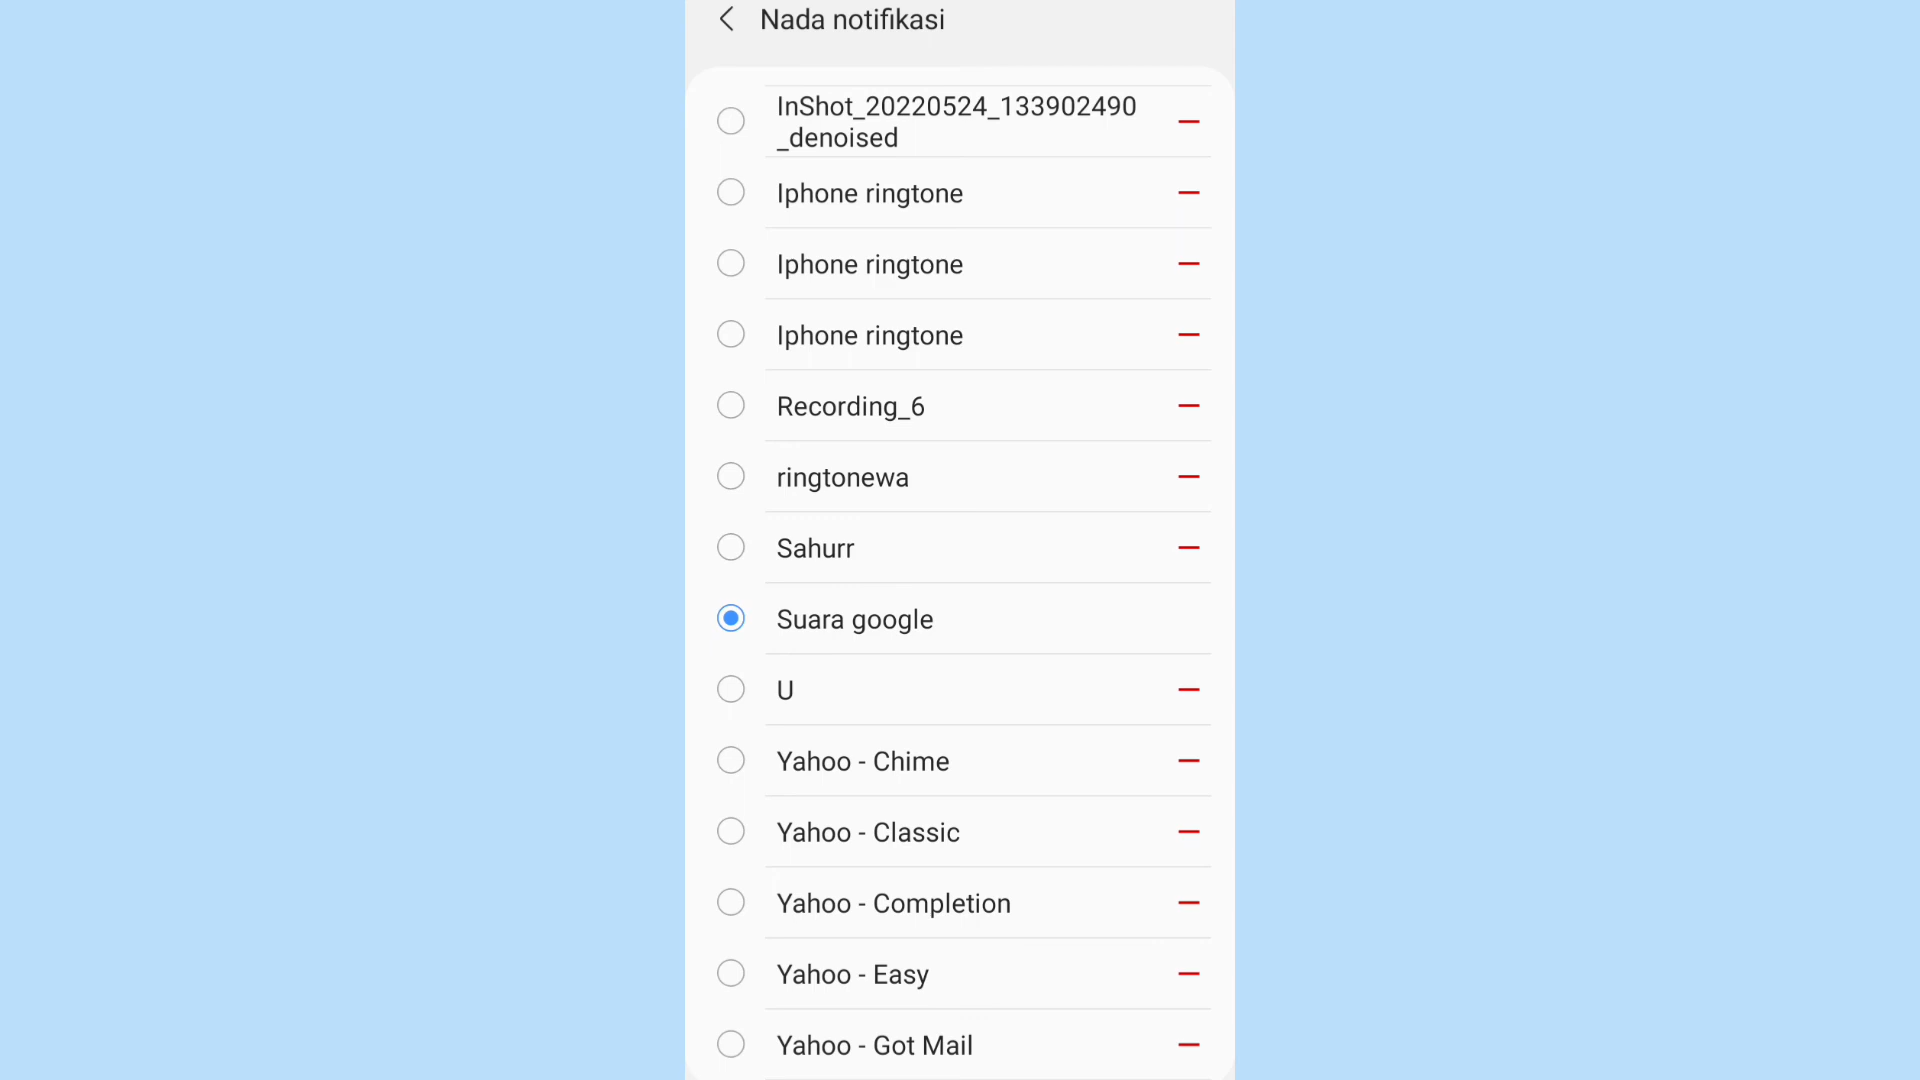 Nada notifikasi
InShot_20220524_133902490
_denoised
Iphone ringtone
Iphone ringtone
Iphone ringtone
Recording_6
ringtonewa
Sahurr
Suara google
U
Yahoo - Chime
Yahoo - Classic
Yahoo - Completion
Yahoo - Easy
Yahoo - Got Mail